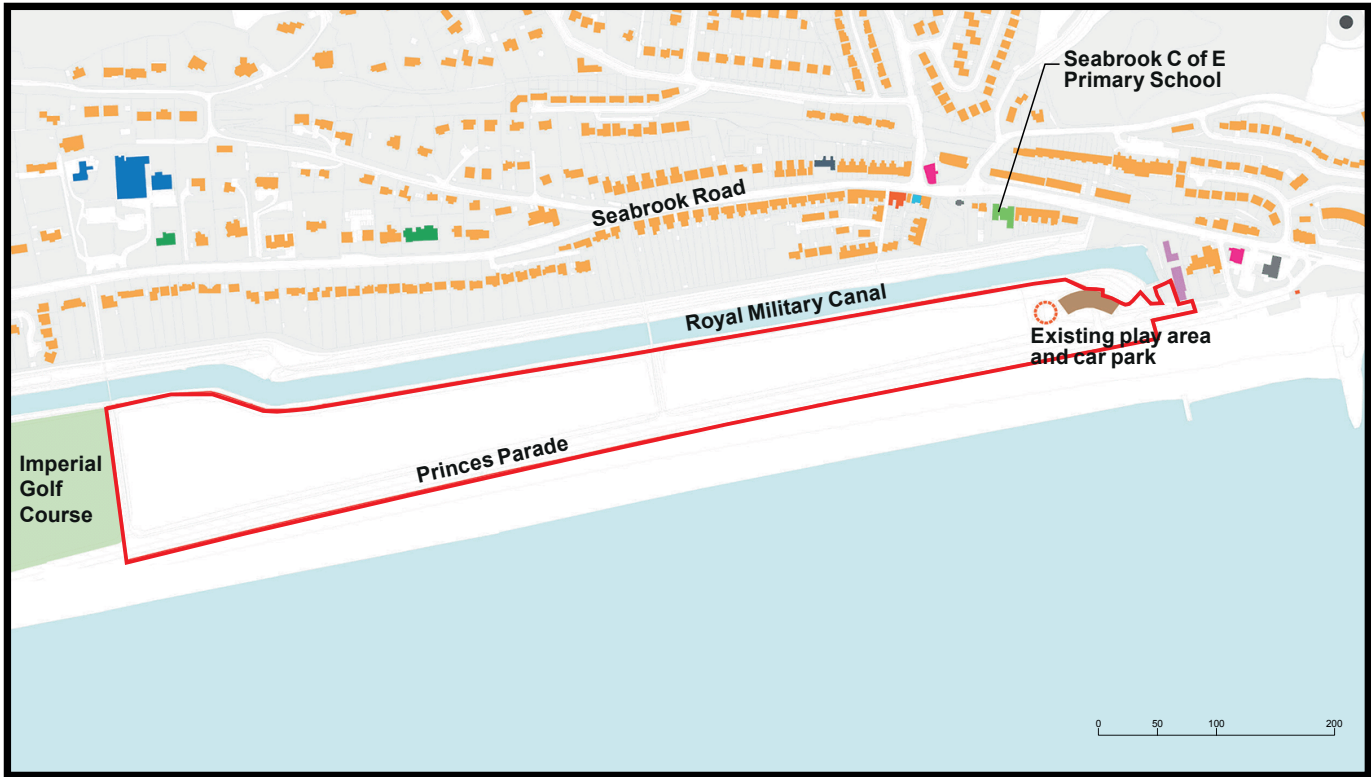 Seabrook C of E
Primary School
Seabrook Road
Royal Military Canal
Existing play area
and car park
Princes Parade
Imperial
Golf
Course
0 50 100 200